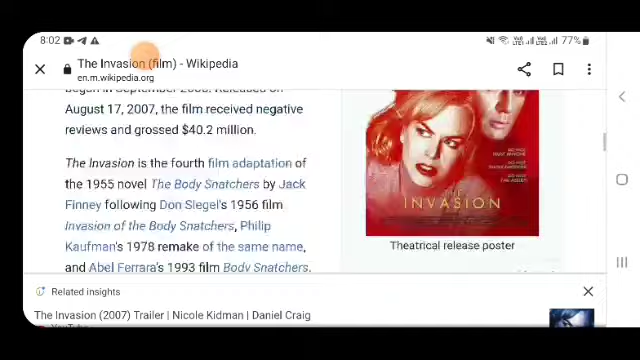 8:02
77%
The Invasion (film) - Wikipedia
en.m.wikipedia.org
August 17, 2007, the film received negative
reviews and grossed $40.2 million.
The Invasion is the fourth film adaptation of
the 1955 novel The Body Snatchers by Jack
Finney following Don Siegel's 1956 film
Invasion of the Body Snatchers, Philip
Kaufman's 1978 remake of the same name,
and Abel Ferrara's 1993 film Body Snatchers,
THE
INVASION
Theatrical release poster
Related insights
The Invasion (2007) Trailer | Nicole Kidman | Daniel Craig